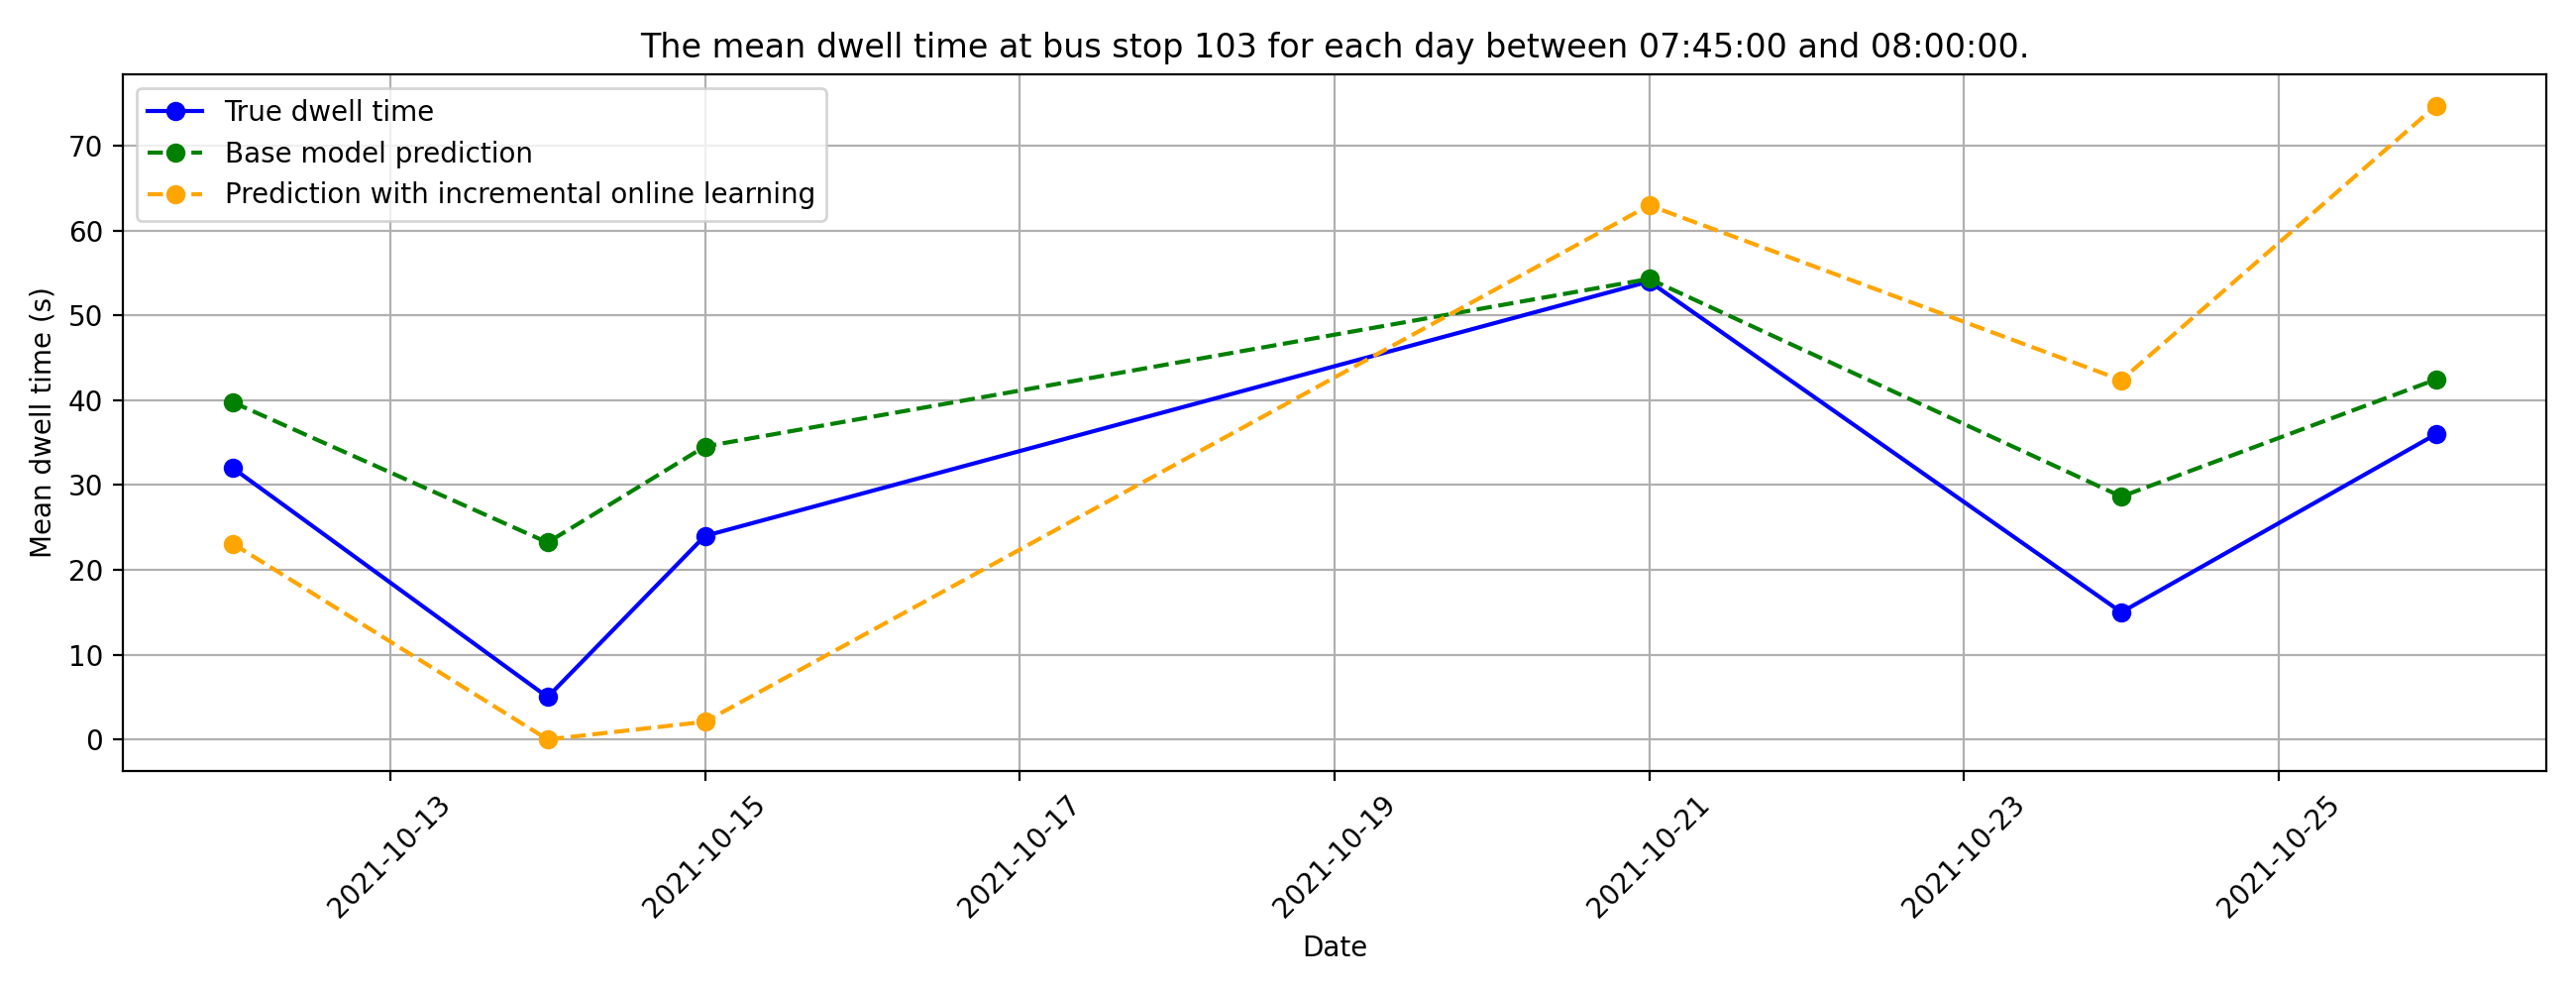 The mean dwell time at bus stop 103 for each day between 07:45:00 and 08:00:00.
True dwell time
Base model prediction
Prediction with incremental online learning
Mean dwell time (s)
70
60
50
40
30
20
10
0
2021-10-13
2021-10-15
2021-10-17
2021-10-19
2021-10-21
2021-10-23
2021-10-25
Date